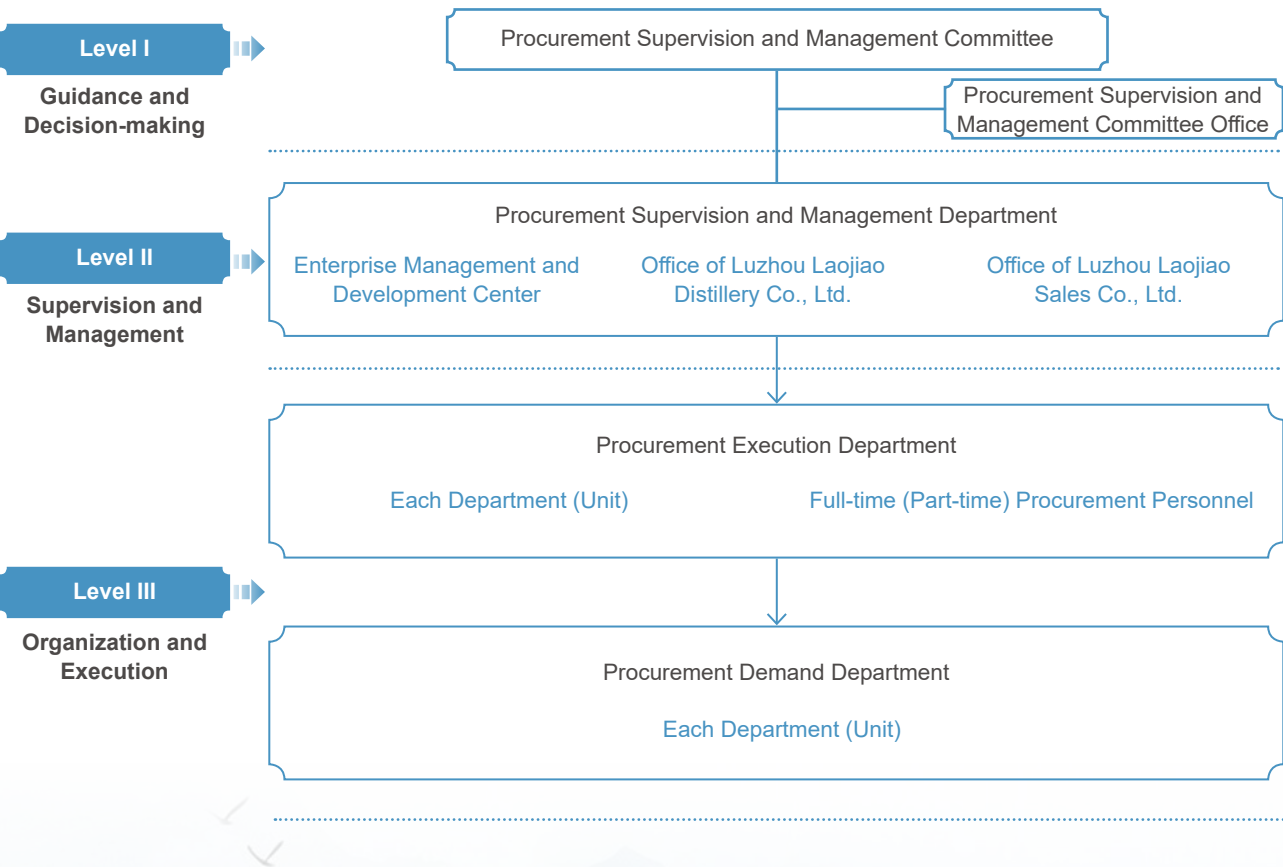 Level I
Guidance and
Decision-making
Procurement Supervision and Management Committee
Procurement Supervision and
Management Committee Office
Level II
Supervision and
Management
Procurement Supervision and Management Department
Enterprise Management and
Development Center
Office of Luzhou Laojiao
Distillery Co., Ltd.
Office of Luzhou Laojiao
Sales Co., Ltd.
Procurement Execution Department
Each Department (Unit)
Full-time (Part-time) Procurement Personnel
Level III
Organization and
Execution
Procurement Demand Department
Each Department (Unit)